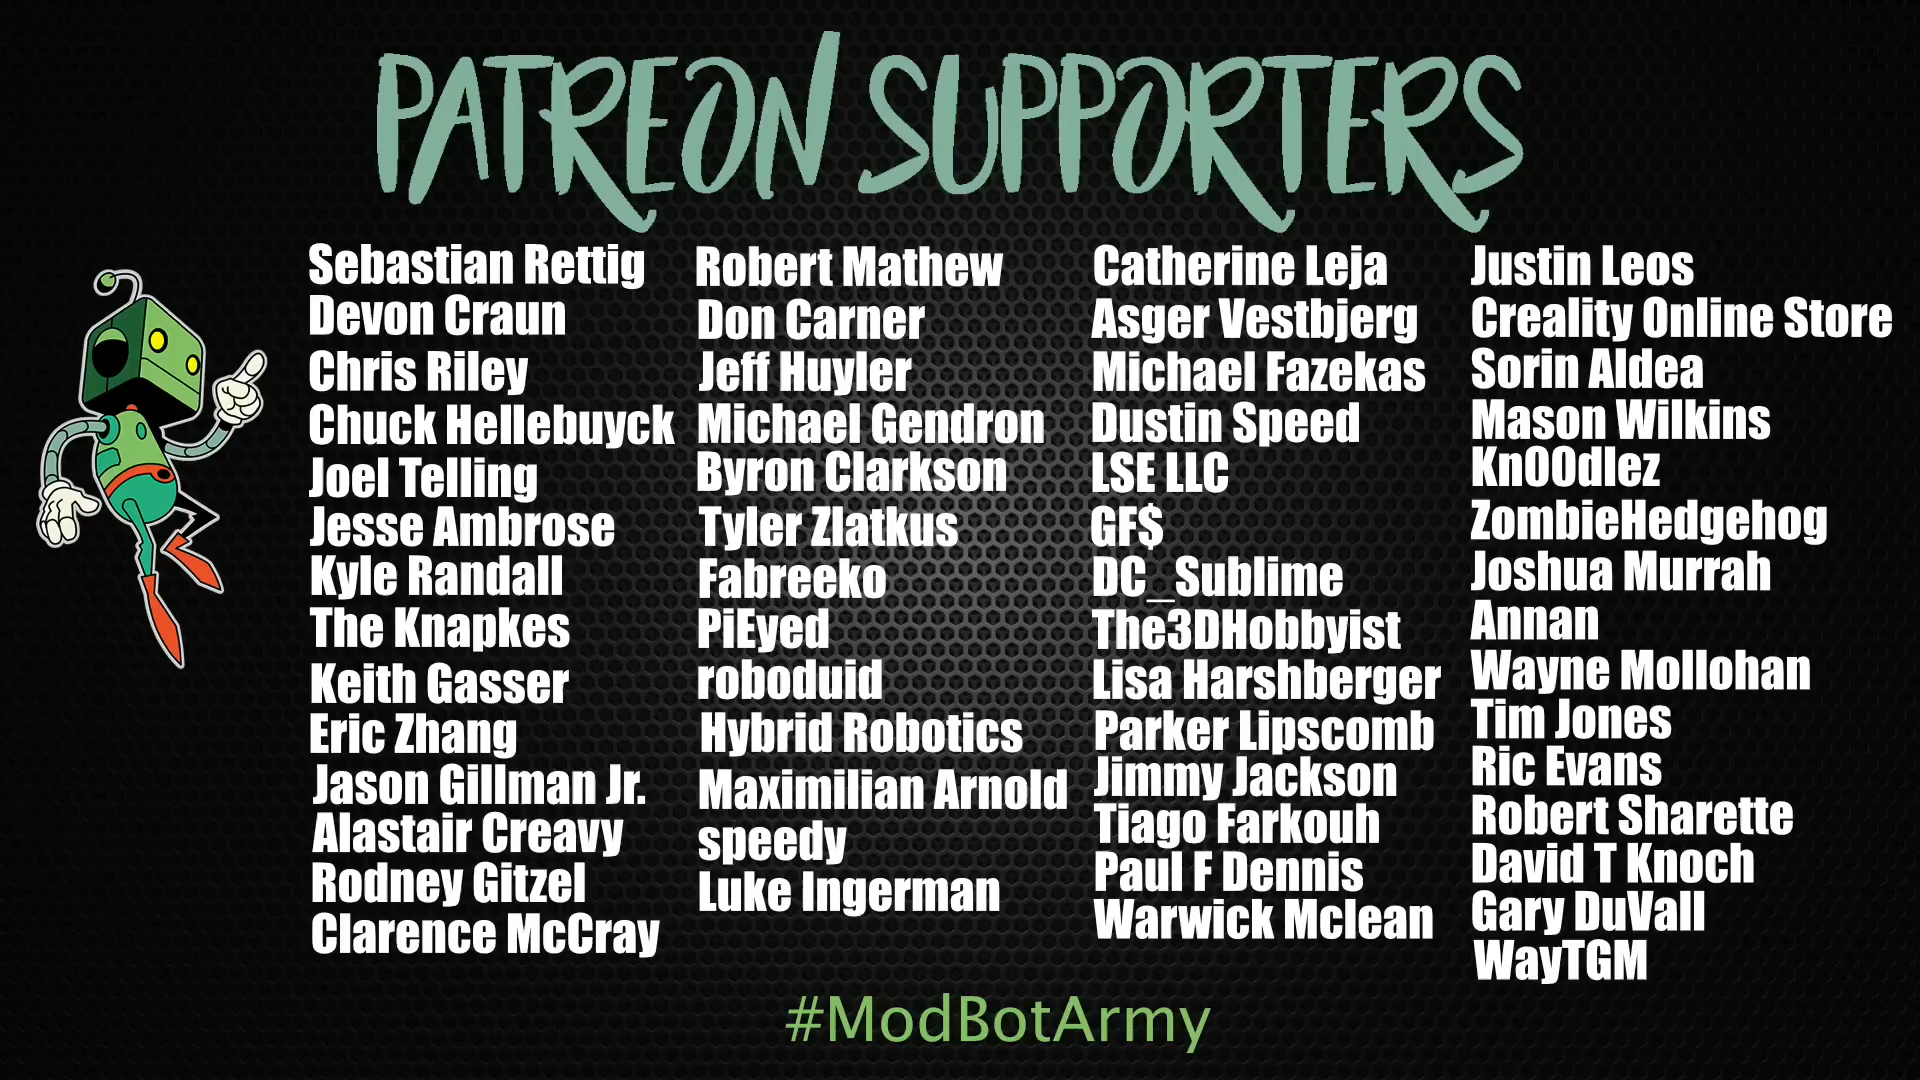 PATREON SUPPORTERS
Sebastian Rettig
Devon Craun
Chris Riley
Chuck Hellebuyck
Joel Telling
Jesse Ambrose
Kyle Randall
The Knapkes
Keith Gasser
Eric Zhang
Jason Gillman Jr.
Alastair Creavy
Rodney Gitzel
Clarence McCray
Robert Mathew
Don Carner
Jeff Huyler
Michael Gendron
Byron Clarkson
Tyler Zlatkus
Fabreeko
PiEyed
roboduid
Hybrid Robotics
Maximilian Arnold
speedy
Luke Ingerman
Catherine Leja
Asger Vestbjerg
Michael Fazekas
Dustin Speed
LSE LLC
GF$
DC_Sublime
The3DHobbyist
Lisa Harshberger
Parker Lipscomb
Jimmy Jackson
Tiago Farkouh
Paul F Dennis
Warwick Mclean
Justin Leos
Creality Online Store
Sorin Aldea
Mason Wilkins
Kn00dlez
ZombieHedgehog
Joshua Murrah
Annan
Wayne Mollohan
Tim Jones
Ric Evans
Robert Sharette
David T Knoch
Gary DuVall
WayTGM
#ModBotArmy